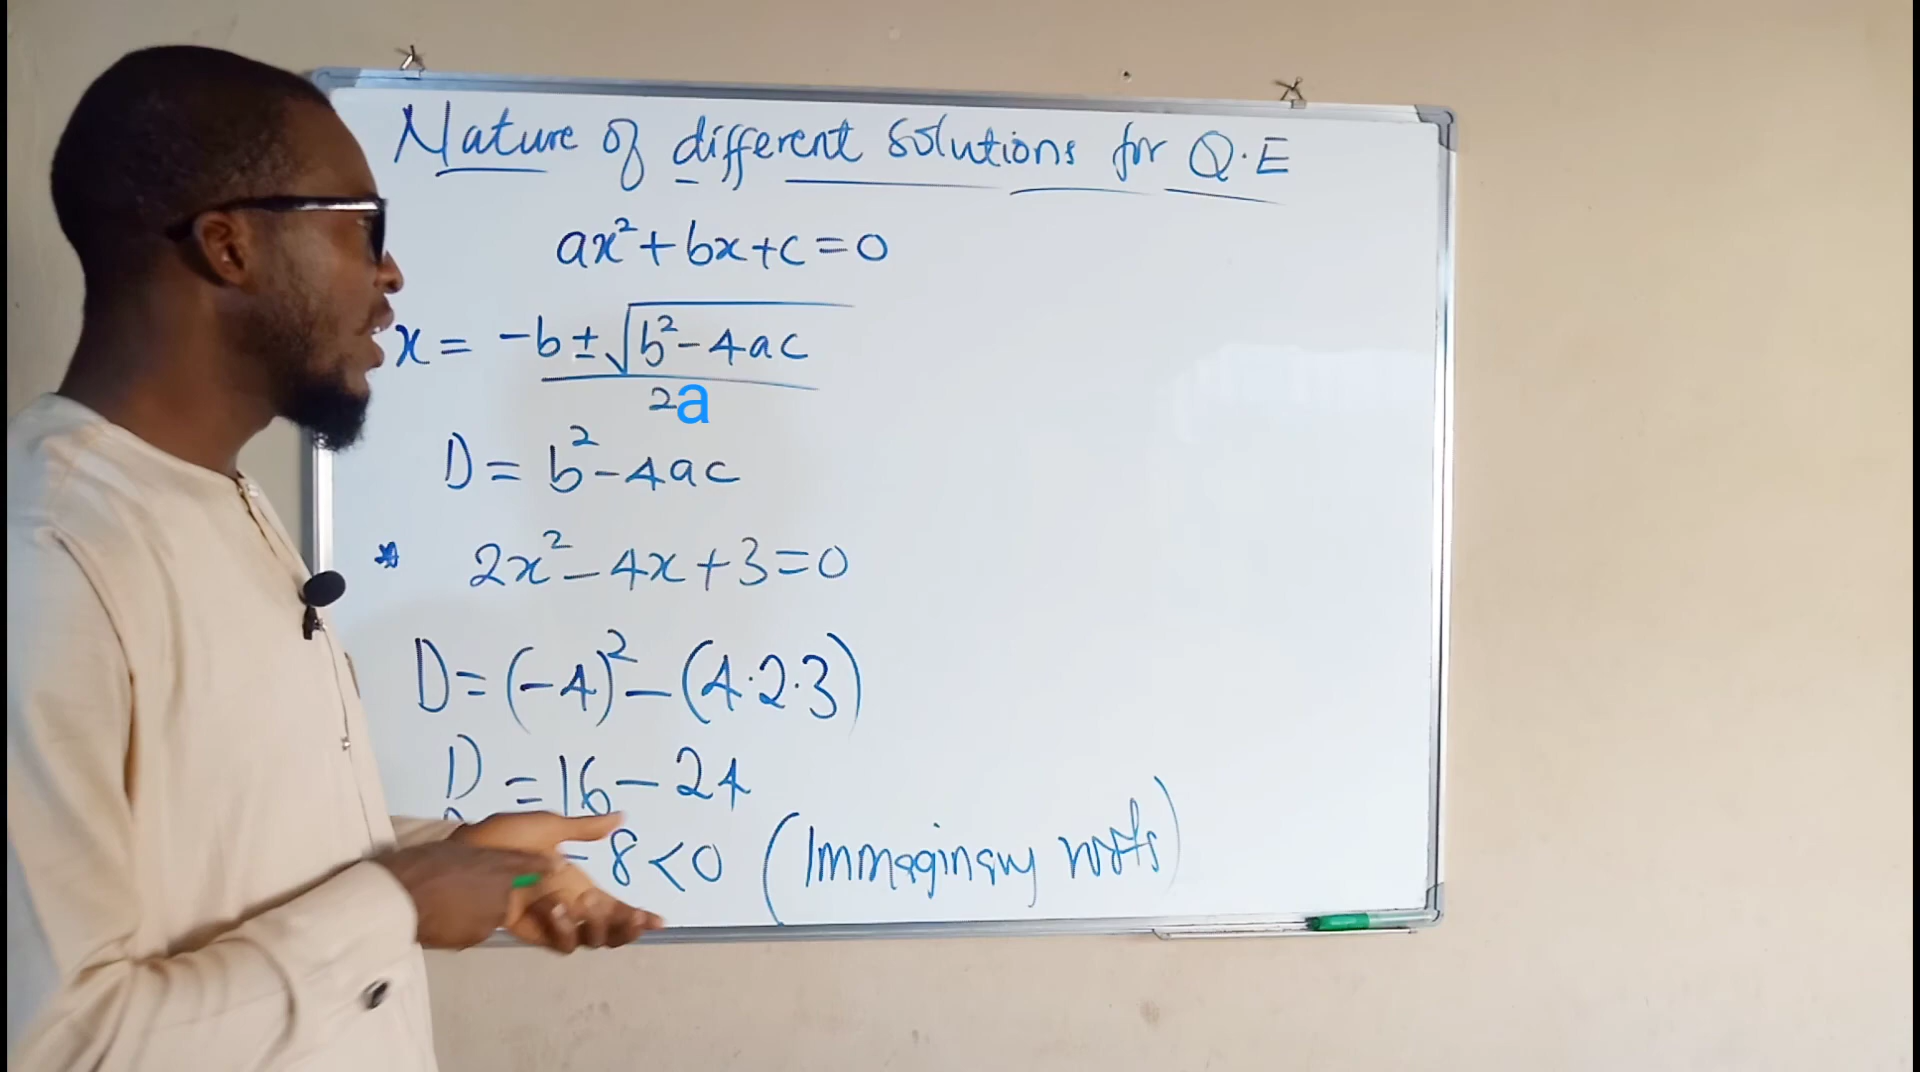 Nature of different solutions for Q.E
ax²+bx+c=0
x = -b±√b²-4ac
2a
D = b²-4ac
* 2x²-4x+3=0
D=(-4)²-(4·2·3)
D =16-24
-8<0 (Immaginary roots)